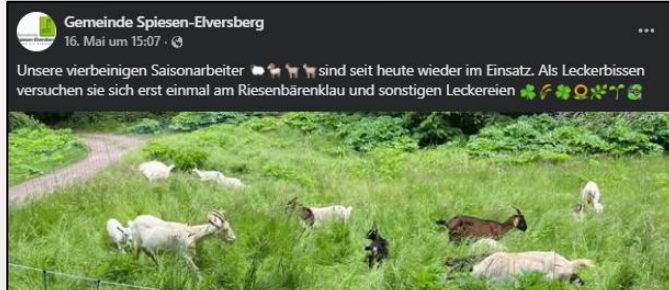 Gemeinde Spiesen-Elversberg
16. Mai um 15:07 ·
Unsere vierbeinigen Saisonarbeiter 🐑🐐🐐🐐 sind seit heute wieder im Einsatz. Als Leckerbissen
versuchen sie sich erst einmal am Riesenbärenklau und sonstigen Leckereien